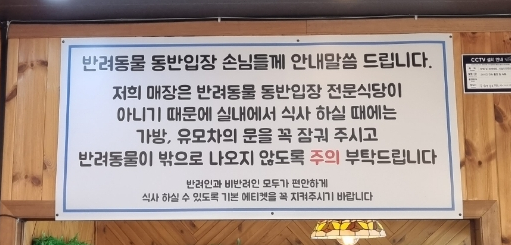 반려동물 동반입장 손님들께 안내말씀 드립니다.
저희 매장은 반려동물 동반입장 전문식당이
아니기 때문에 실내에서 식사 하실 때에는
가방, 유모차의 문을 꼭 잠궈 주시고
반려동물이 밖으로 나오지 않도록 주의 부탁드립니다
반려인과 비반려인 모두가 편안하게
식사 하실 수 있도록 기본 에티켓을 꼭 지켜주시기 바랍니다
CCTV 설치 안내